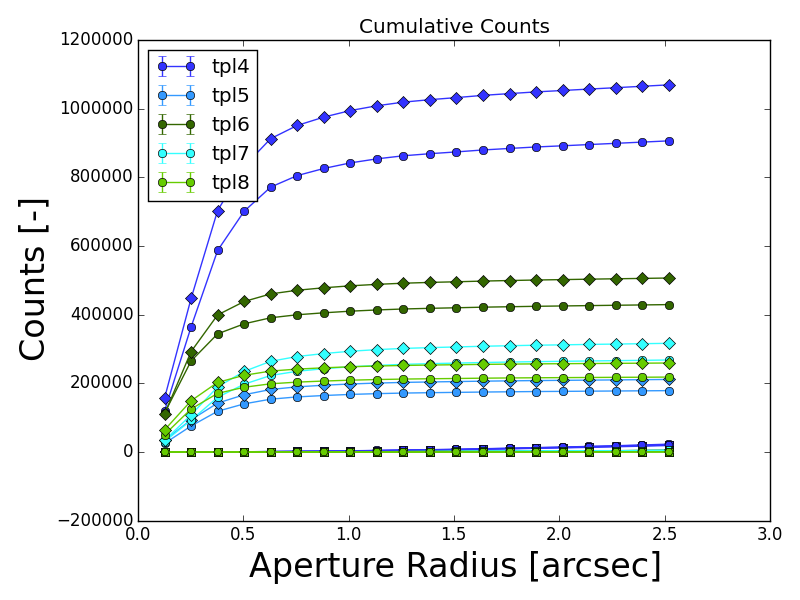 Cumulative Counts
1200000
1000000
800000
600000
400000
200000
0
−200000
Counts [-]
tpl4
tpl5
tpl6
tpl7
tpl8
0.0 0.5 1.0 1.5 2.0 2.5 3.0
Aperture Radius [arcsec]